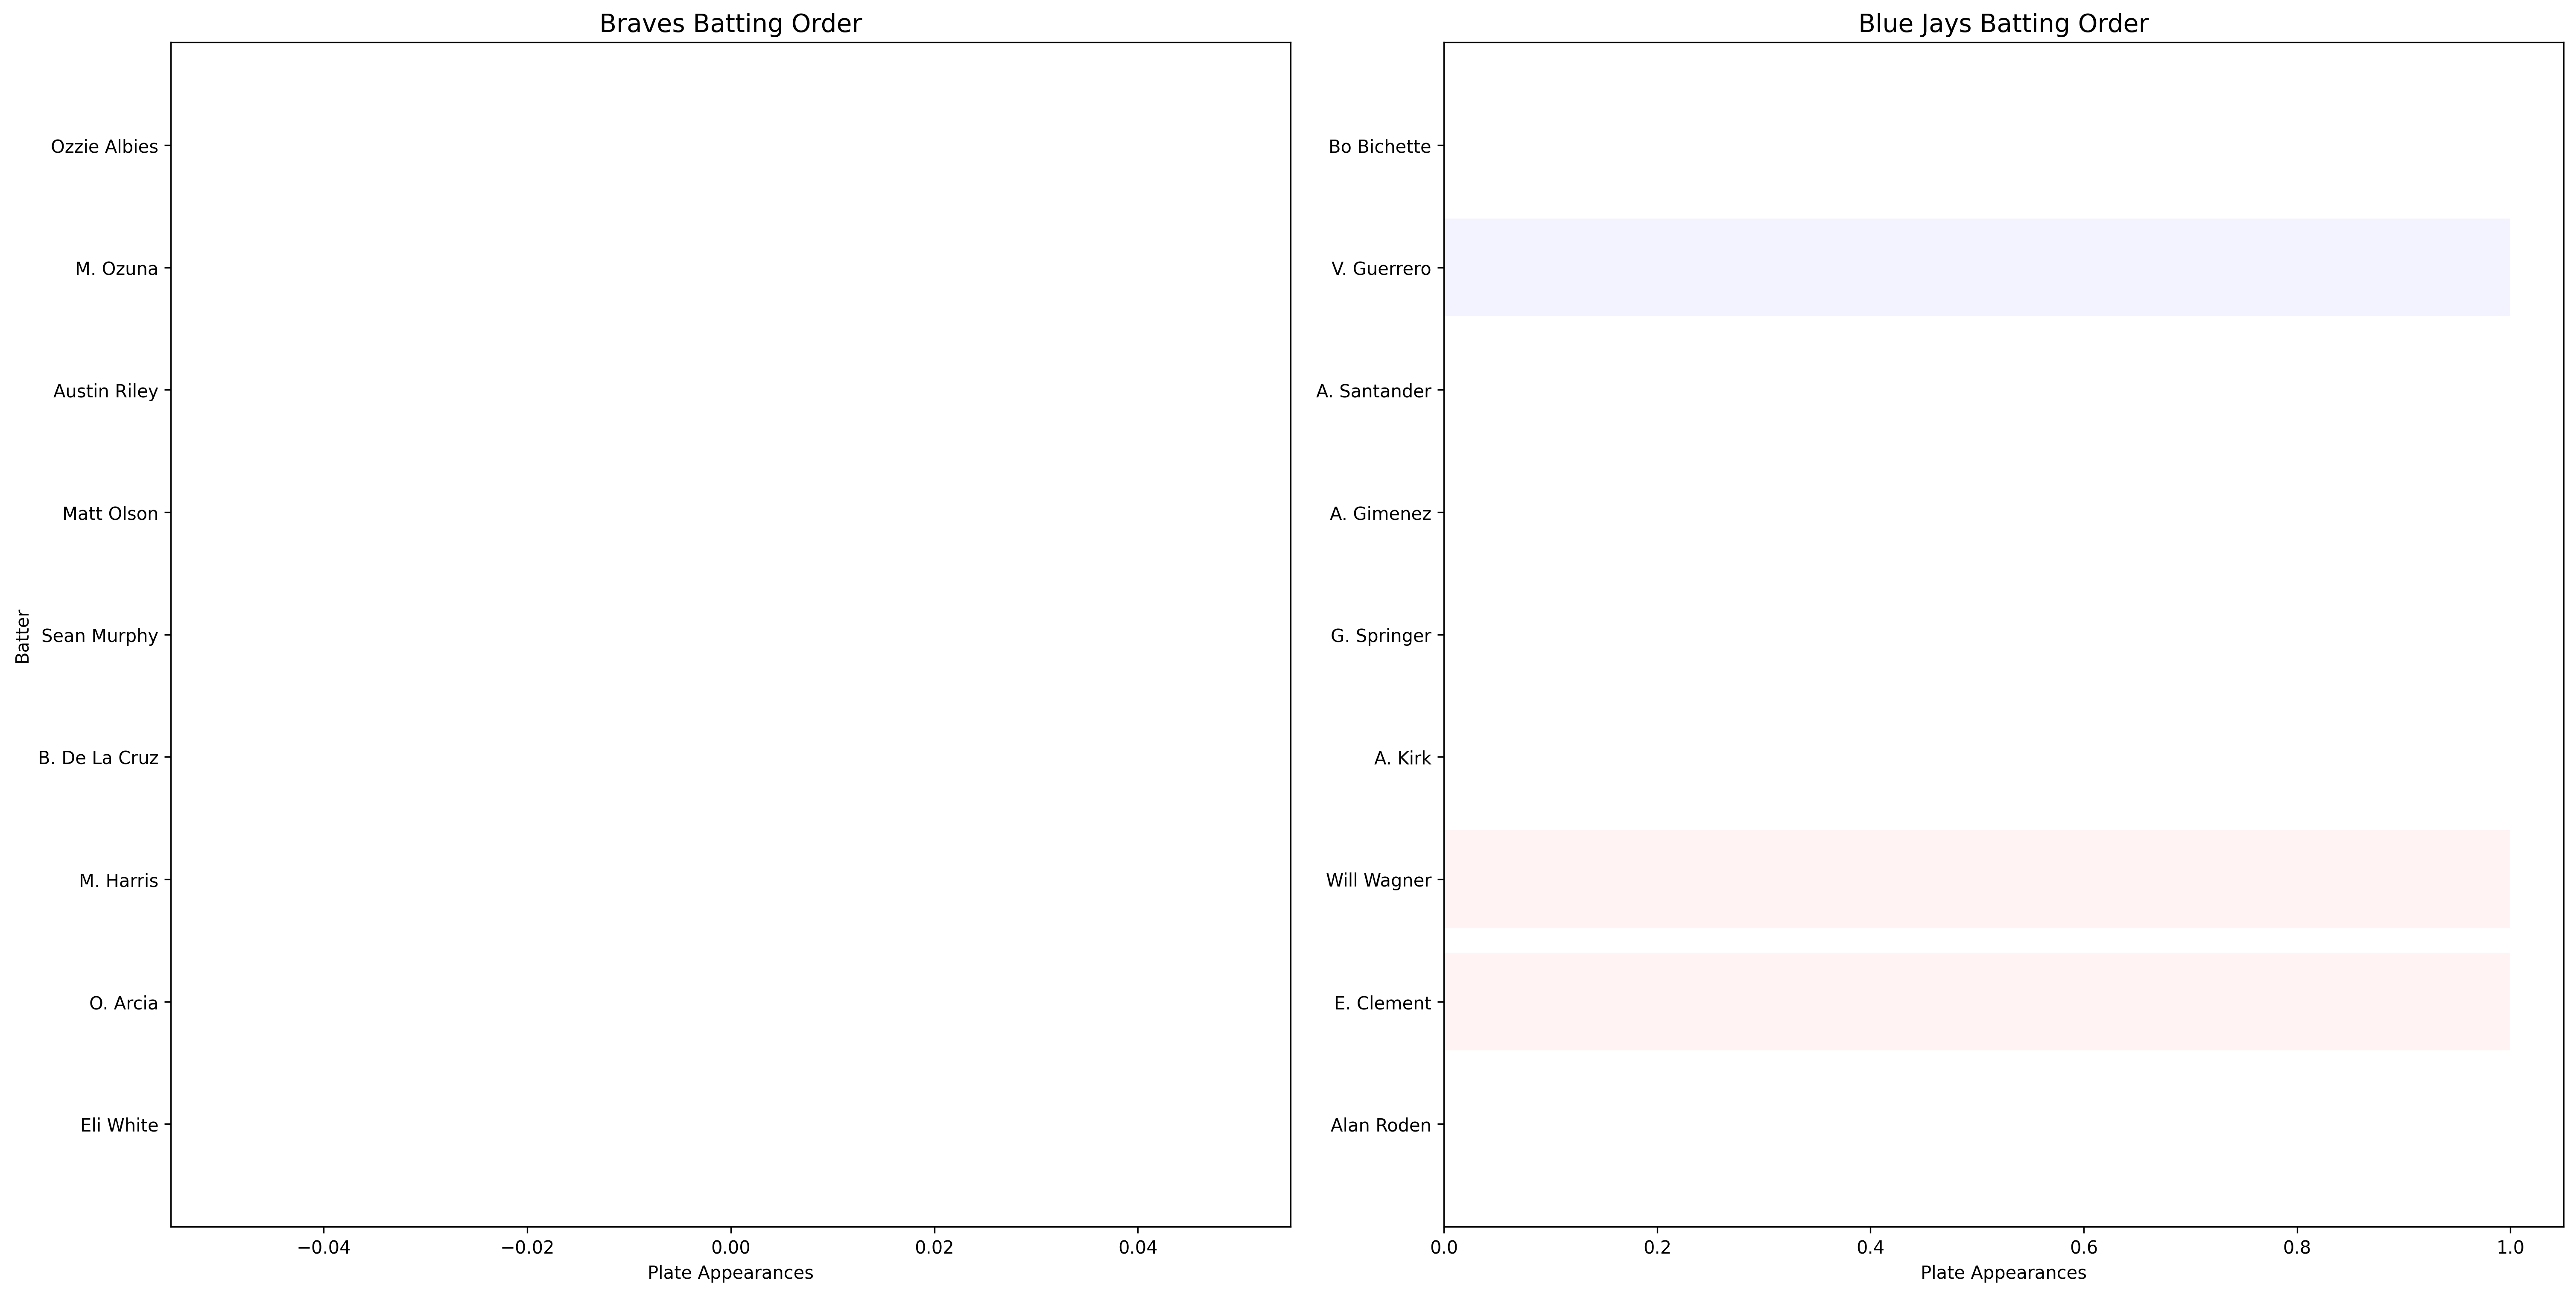 Braves Batting Order
Batter
Ozzie Albies
M. Ozuna
Austin Riley
Matt Olson
Sean Murphy
B. De La Cruz
M. Harris
O. Arcia
Eli White
−0.04 −0.02 0.00 0.02 0.04
Plate Appearances
Blue Jays Batting Order
Bo Bichette
V. Guerrero
A. Santander
A. Gimenez
G. Springer
A. Kirk
Will Wagner
E. Clement
Alan Roden
0.0 0.2 0.4 0.6 0.8 1.0
Plate Appearances